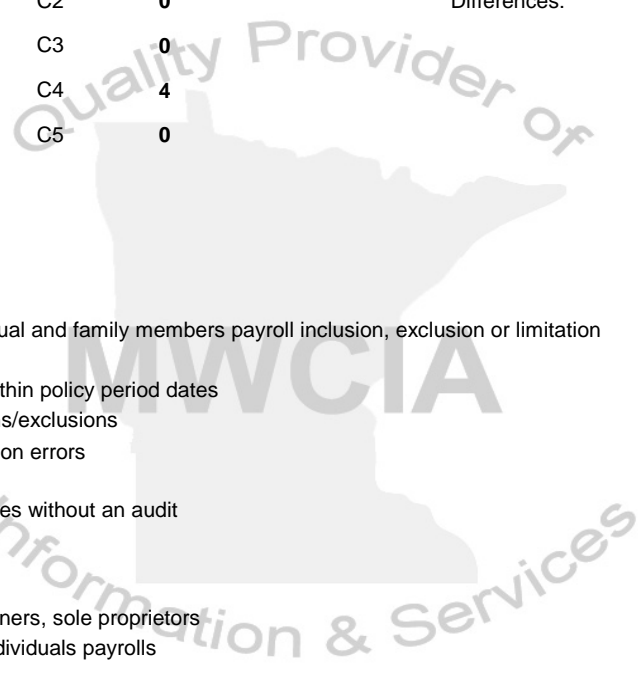 C2 0 Differences:
C3 0
C4 4
C5 0
Quality Provider of
ual and family members payroll inclusion, exclusion or limitation
MWCIA
thin policy period dates
s/exclusions
on errors
es without an audit
Information & Services
ners, sole proprietors
dividuals payrolls